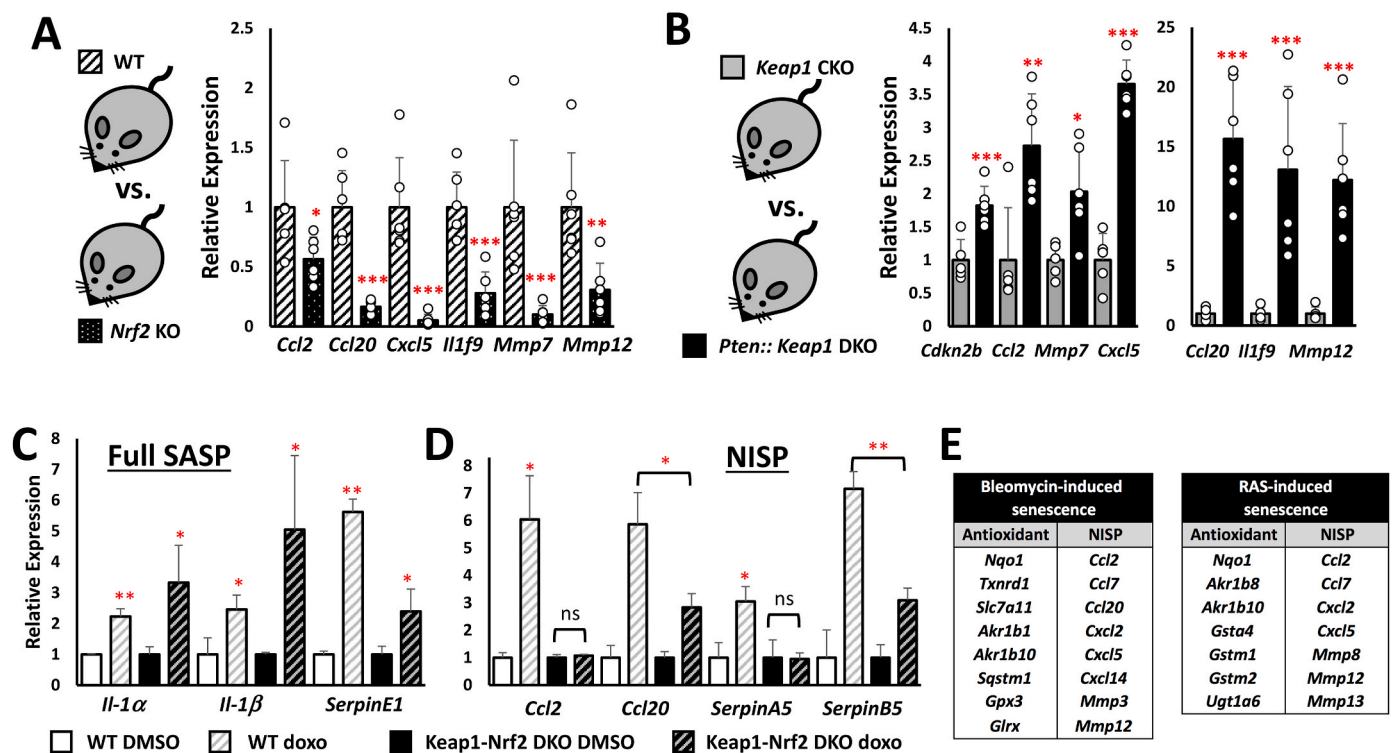 A
WT
vs.
Nrf2 KO
Relative Expression
2.5
2
1.5
1
0.5
0
*
***
***
***
***
**
Ccl2 Ccl20 Cxcl5 Il1f9 Mmp7 Mmp12
B
Keap1 CKO
vs.
Pten:: Keap1 DKO
Relative Expression
4.5
4
3.5
3
2.5
2
1.5
1
0.5
0
***
**
*
***
Cdkn2b Ccl2 Mmp7 Cxcl5
25
20
15
10
5
0
***
***
***
Ccl20 Il1f9 Mmp12
C
Full SASP
Relative Expression
8
7
6
5
4
3
2
1
0
**
*
*
*
**
*
Il-1α Il-1β SerpinE1
D
NISP
8
7
6
5
4
3
2
1
0
*
ns
*
*
ns
**
Ccl2 Ccl20 SerpinA5 SerpinB5
WT DMSO WT doxo Keap1-Nrf2 DKO DMSO Keap1-Nrf2 DKO doxo
E
Bleomycin-induced
senescence
Antioxidant NISP
Nqo1 Ccl2
Txnrd1 Ccl7
Slc7a11 Ccl20
Akr1b1 Cxcl2
Akr1b10 Cxcl5
Sqstm1 Cxcl14
Gpx3 Mmp3
Glrx Mmp12
RAS-induced
senescence
Antioxidant NISP
Nqo1 Ccl2
Akr1b8 Ccl7
Akr1b10 Cxcl2
Gsta4 Cxcl5
Gstm1 Mmp8
Gstm2 Mmp12
Ugt1a6 Mmp13